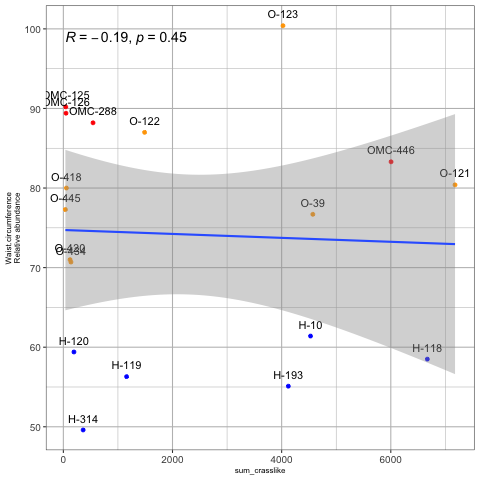 O-123
R = −0.19, p = 0.45
100
OMC-125
OMC-126
OMC-288
90
O-122
OMC-446
O-121
O-418
80
O-445
O-39
O-430
O-434
70
H-10
H-120
60
H-118
H-119
H-193
H-314
50
0
2000
4000
6000
sum_crasslike
Waist.circumference
Relative abundance